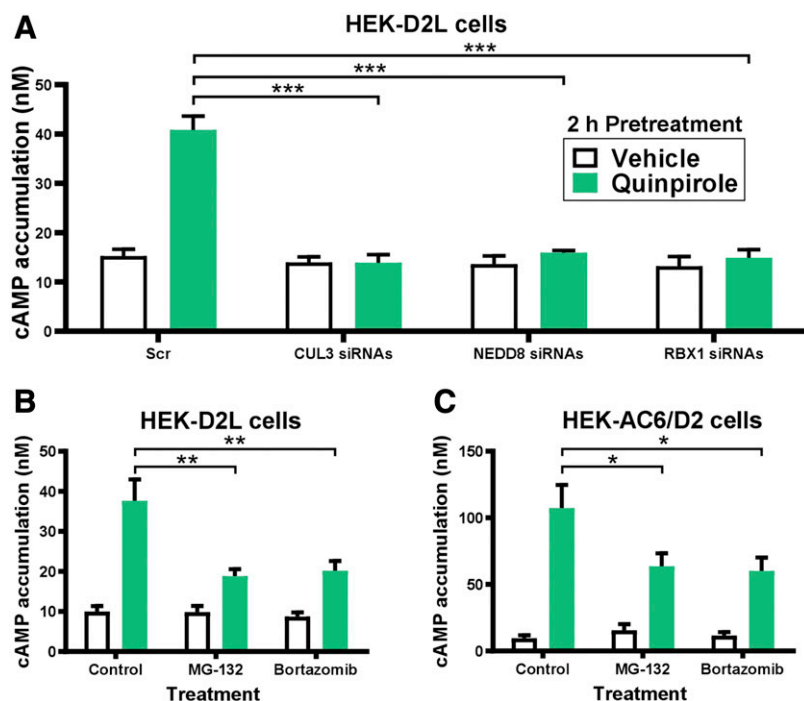 A
HEK-D2L cells
***
***
***
cAMP accumulation (nM)
50
40
30
20
10
0
2 h Pretreatment
Vehicle
Quinpirole
Scr
CUL3 siRNAs
NEDD8 siRNAs
RBX1 siRNAs
B
HEK-D2L cells
**
**
cAMP accumulation (nM)
50
40
30
20
10
0
Control
MG-132
Bortazomib
Treatment
C
HEK-AC6/D2 cells
*
*
cAMP accumulation (nM)
150
100
50
0
Control
MG-132
Bortazomib
Treatment